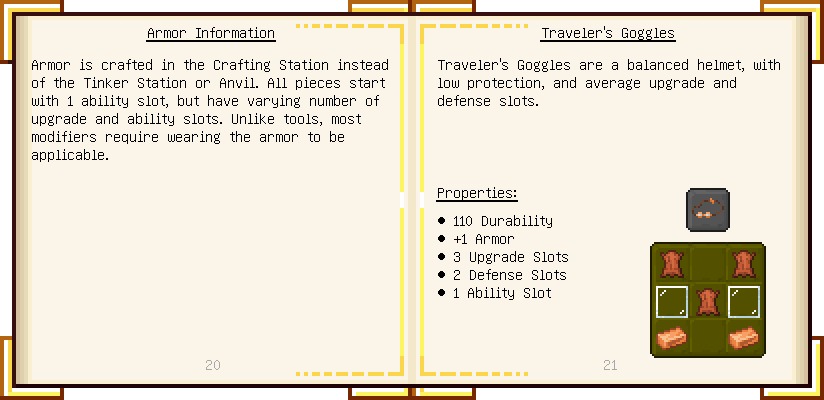 Armor Information
Armor is crafted in the Crafting Station instead
of the Tinker Station or Anvil. All pieces start
with 1 ability slot, but have varying number of
upgrade and ability slots. Unlike tools, most
modifiers require wearing the armor to be
applicable.
20
Traveler's Goggles
Traveler's Goggles are a balanced helmet, with
low protection, and average upgrade and
defense slots.
Properties:
● 110 Durability
● +1 Armor
● 3 Upgrade Slots
● 2 Defense Slots
● 1 Ability Slot
21